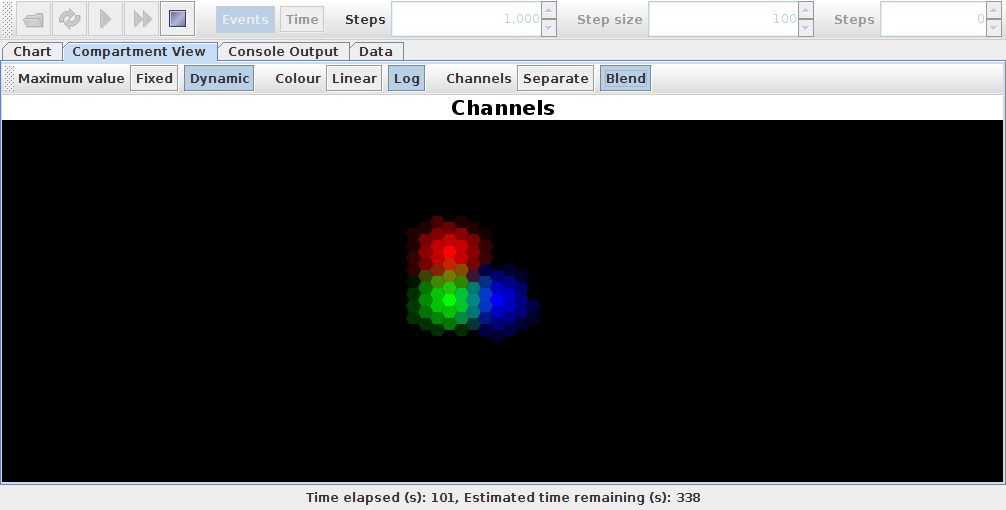 Events Time Steps 1,000 Step size 100 Steps 0
Chart Compartment View Console Output Data
Maximum value Fixed Dynamic Colour Linear Log Channels Separate Blend
Channels
Time elapsed (s): 101, Estimated time remaining (s): 338